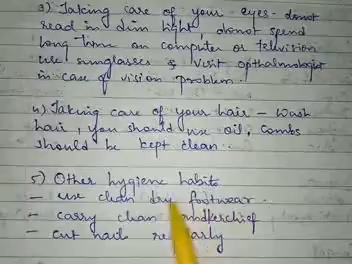 3) Taking care of your eyes - donot
read in dim light, donot spend
long time on computer or television
use sunglasses & visit opthalmologist
in case of vision problem.
4) Taking care of your hair - Wash
hair, you should use oil, combs
should be kept clean.
5) Other hygiene habits
- use clean dry footwear.
- carry clean
- cut nail